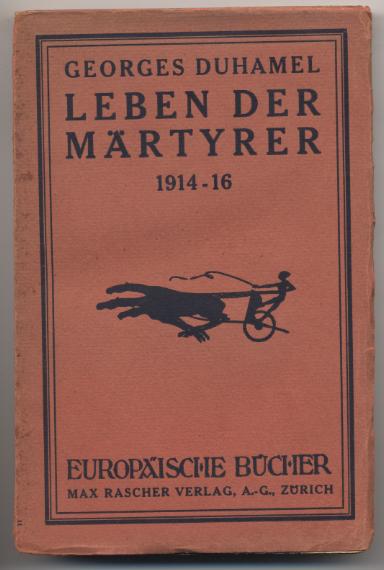 GEORGES DUHAMEL
LEBEN DER
MÄRTYRER
1914-16
EUROPÄISCHE BÜCHER
MAX RASCHER VERLAG, A.-G., ZÜRICH